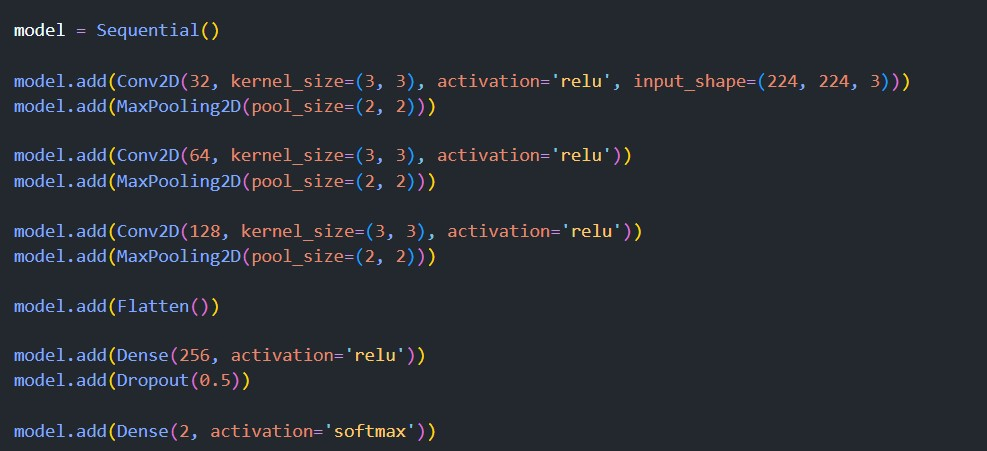 model = Sequential()
model.add(Conv2D(32, kernel_size=(3, 3), activation='relu', input_shape=(224, 224, 3)))
model.add(MaxPooling2D(pool_size=(2, 2)))
model.add(Conv2D(64, kernel_size=(3, 3), activation='relu'))
model.add(MaxPooling2D(pool_size=(2, 2)))
model.add(Conv2D(128, kernel_size=(3, 3), activation='relu'))
model.add(MaxPooling2D(pool_size=(2, 2)))
model.add(Flatten())
model.add(Dense(256, activation='relu'))
model.add(Dropout(0.5))
model.add(Dense(2, activation='softmax'))